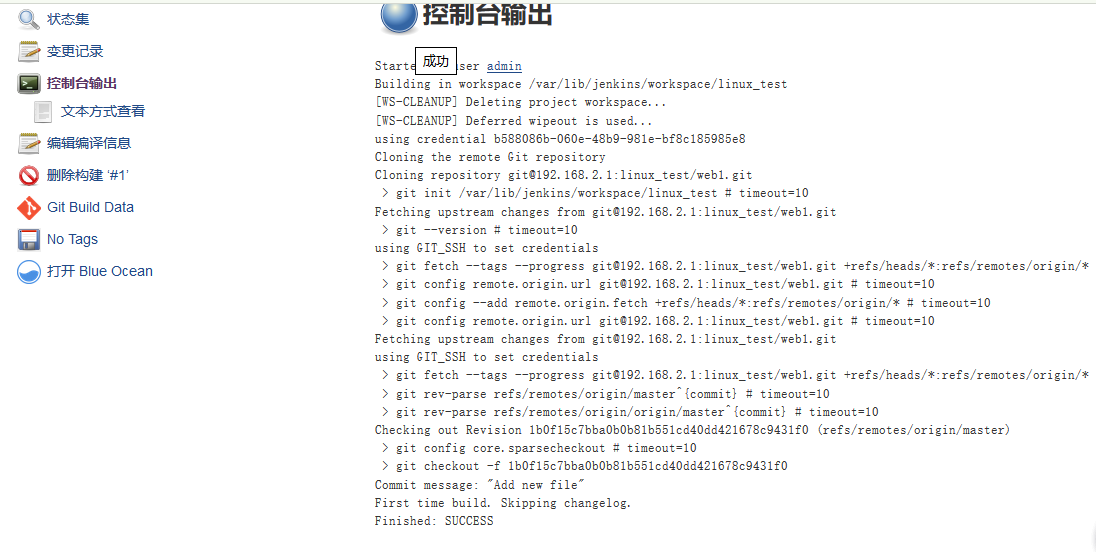 状态集
变更记录
控制台输出
文本方式查看
编辑编译信息
删除构建 ‘#1’
Git Build Data
No Tags
打开 Blue Ocean
控制台输出
成功
Starte ser admin
Building in workspace /var/lib/jenkins/workspace/linux_test
[WS-CLEANUP] Deleting project workspace...
[WS-CLEANUP] Deferred wipeout is used...
using credential b588086b-060e-48b9-981e-bf8c185985e8
Cloning the remote Git repository
Cloning repository git@192.168.2.1:linux_test/web1.git
> git init /var/lib/jenkins/workspace/linux_test # timeout=10
Fetching upstream changes from git@192.168.2.1:linux_test/web1.git
> git --version # timeout=10
using GIT_SSH to set credentials
> git fetch --tags --progress git@192.168.2.1:linux_test/web1.git +refs/heads/*:refs/remotes/origin/*
> git config remote.origin.url git@192.168.2.1:linux_test/web1.git # timeout=10
> git config --add remote.origin.fetch +refs/heads/*:refs/remotes/origin/* # timeout=10
> git config remote.origin.url git@192.168.2.1:linux_test/web1.git # timeout=10
Fetching upstream changes from git@192.168.2.1:linux_test/web1.git
using GIT_SSH to set credentials
> git fetch --tags --progress git@192.168.2.1:linux_test/web1.git +refs/heads/*:refs/remotes/origin/*
> git rev-parse refs/remotes/origin/master^{commit} # timeout=10
> git rev-parse refs/remotes/origin/origin/master^{commit} # timeout=10
Checking out Revision 1b0f15c7bba0b0b81b551cd40dd421678c9431f0 (refs/remotes/origin/master)
> git config core.sparsecheckout # timeout=10
> git checkout -f 1b0f15c7bba0b0b81b551cd40dd421678c9431f0
Commit message: "Add new file"
First time build. Skipping changelog.
Finished: SUCCESS